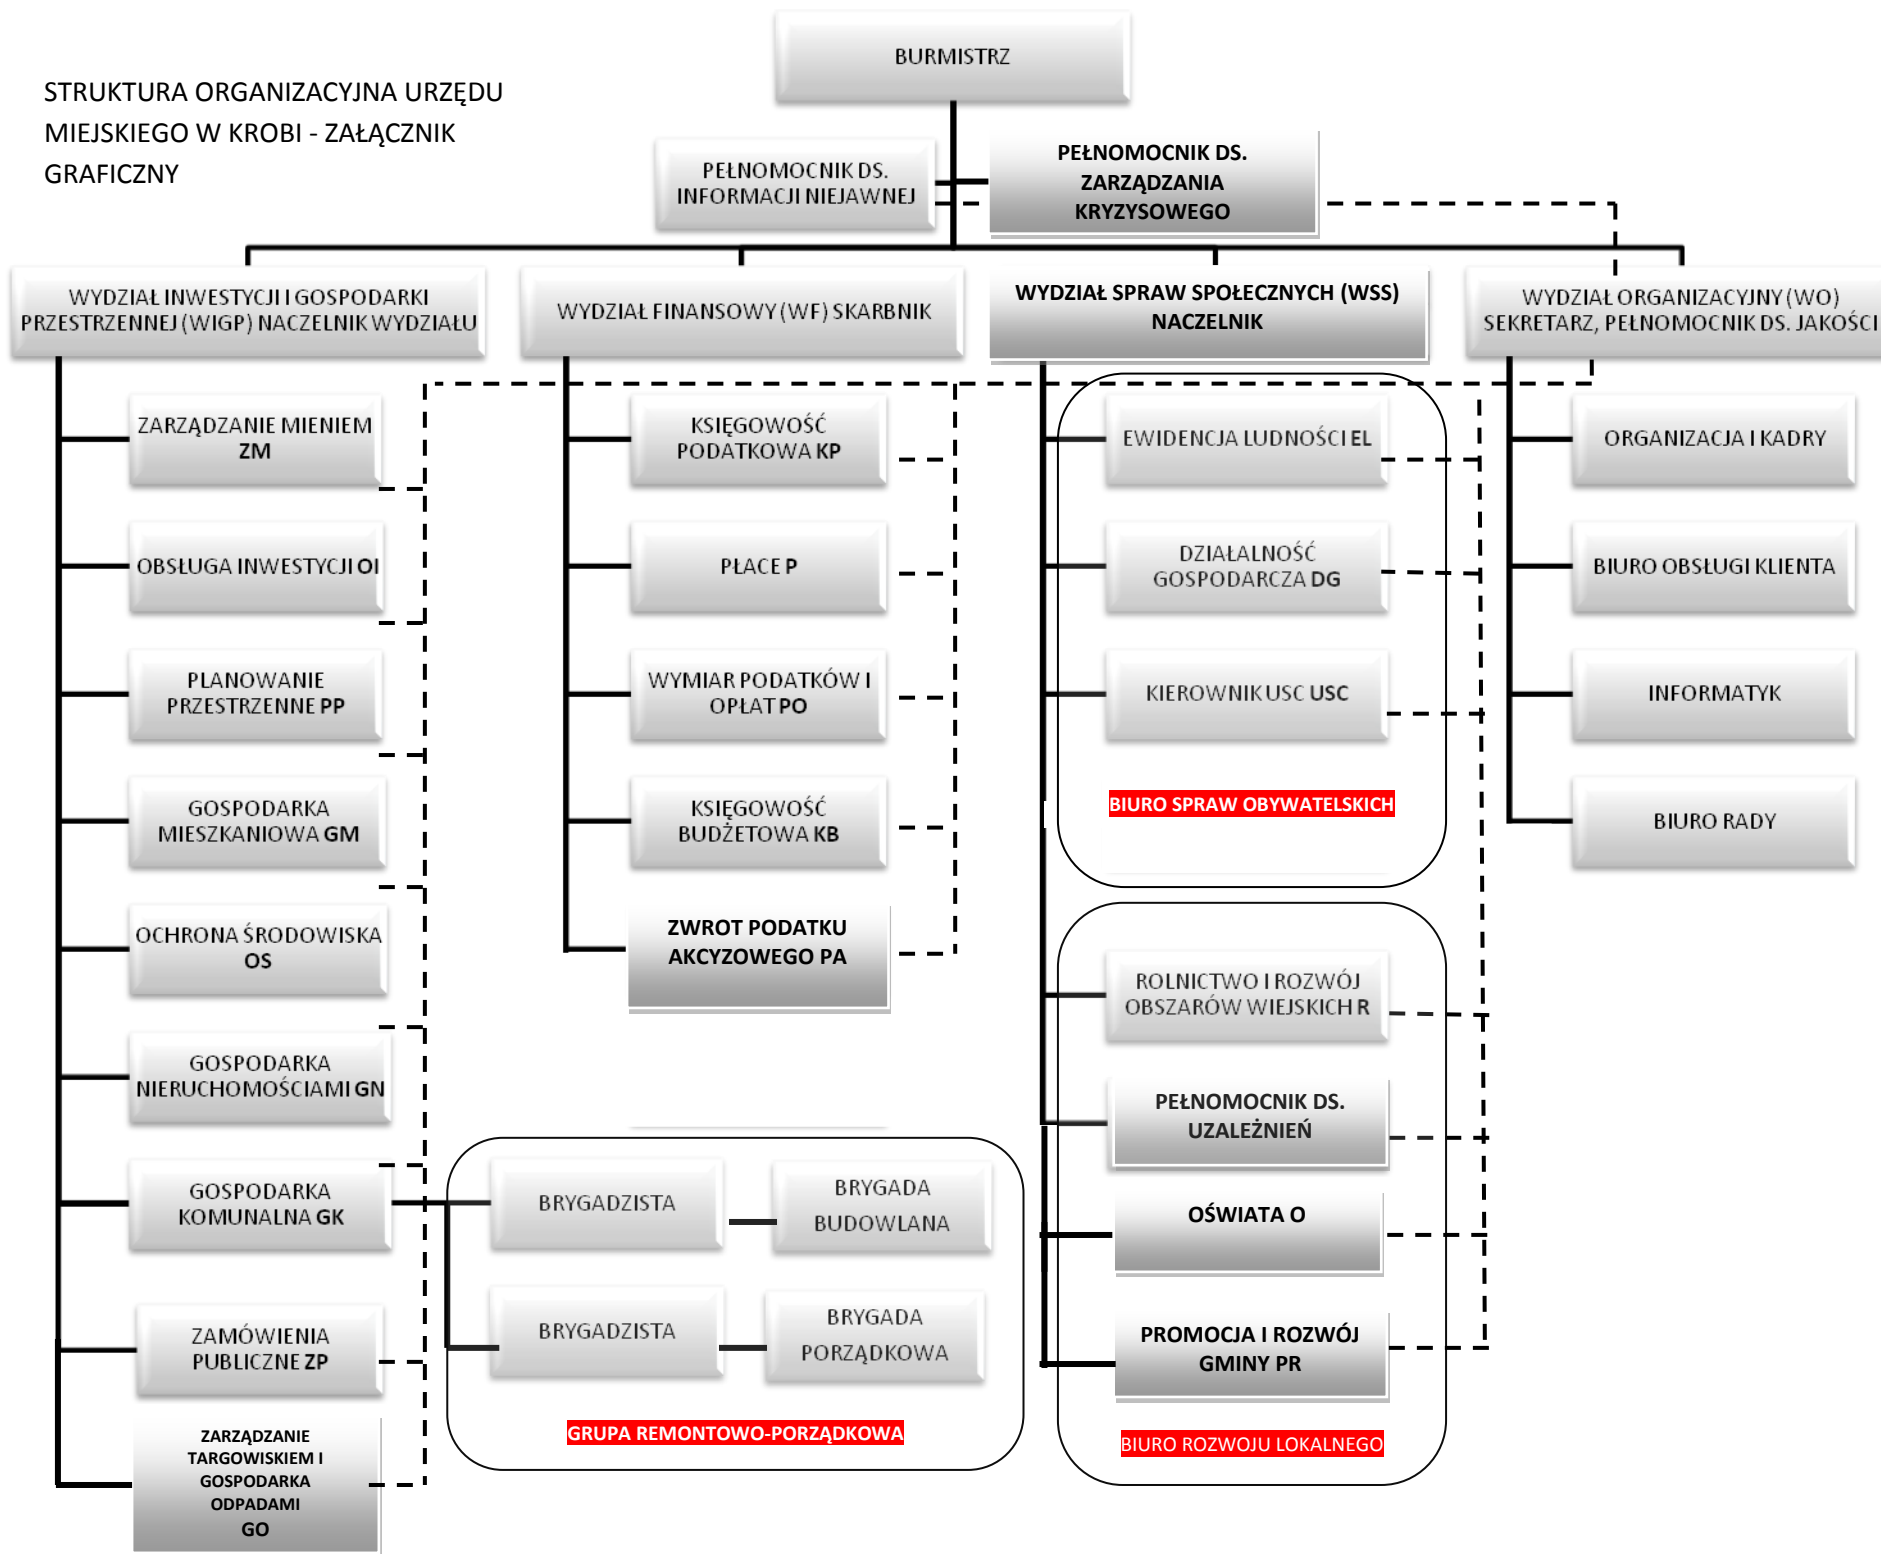 BURMISTRZ
STRUKTURA ORGANIZACYJNA URZĘDU
MIEJSKIEGO W KROBI - ZAŁĄCZNIK
GRAFICZNY
PEŁNOMOCNIK DS.
INFORMACJI NIEJAWNEJ
PEŁNOMOCNIK DS.
ZARZĄDZANIA
KRYZYSOWEGO
WYDZIAŁ INWESTYCJI I GOSPODARKI
PRZESTRZENNEJ (WIGP) NACZELNIK WYDZIAŁU
WYDZIAŁ FINANSOWY (WF) SKARBNIK
WYDZIAŁ SPRAW SPOŁECZNYCH (WSS)
NACZELNIK
WYDZIAŁ ORGANIZACYJNY (WO)
SEKRETARZ, PEŁNOMOCNIK DS. JAKOŚCI
ZARZĄDZANIE MIENIEM
ZM
OBSŁUGA INWESTYCJI OI
PLANOWANIE
PRZESTRZENNE PP
GOSPODARKA
MIESZKANIOWA GM
OCHRONA ŚRODOWISKA
OS
GOSPODARKA
NIERUCHOMOŚCIAMI GN
GOSPODARKA
KOMUNALNA GK
ZAMÓWIENIA
PUBLICZNE ZP
ZARZĄDZANIE
TARGOWISKIEM I
GOSPODARKA
ODPADAMI
GO
KSIĘGOWOŚĆ
PODATKOWA KP
PŁACE P
WYMIAR PODATKÓW I
OPŁAT PO
KSIĘGOWOŚĆ
BUDŻETOWA KB
ZWROT PODATKU
AKCYZOWEGO PA
BRYGADZISTA
BRYGADA
BUDOWLANA
BRYGADZISTA
BRYGADA
PORZĄDKOWA
GRUPA REMONTOWO-PORZĄDKOWA
EWIDENCJA LUDNOŚCI EL
DZIAŁALNOŚĆ
GOSPODARCZA DG
KIEROWNIK USC USC
BIURO SPRAW OBYWATELSKICH
ROLNICTWO I ROZWÓJ
OBSZARÓW WIEJSKICH R
PEŁNOMOCNIK DS.
UZALEŻNIEŃ
OŚWIATA O
PROMOCJA I ROZWÓJ
GMINY PR
BIURO ROZWOJU LOKALNEGO
ORGANIZACJA I KADRY
BIURO OBSŁUGI KLIENTA
INFORMATYK
BIURO RADY